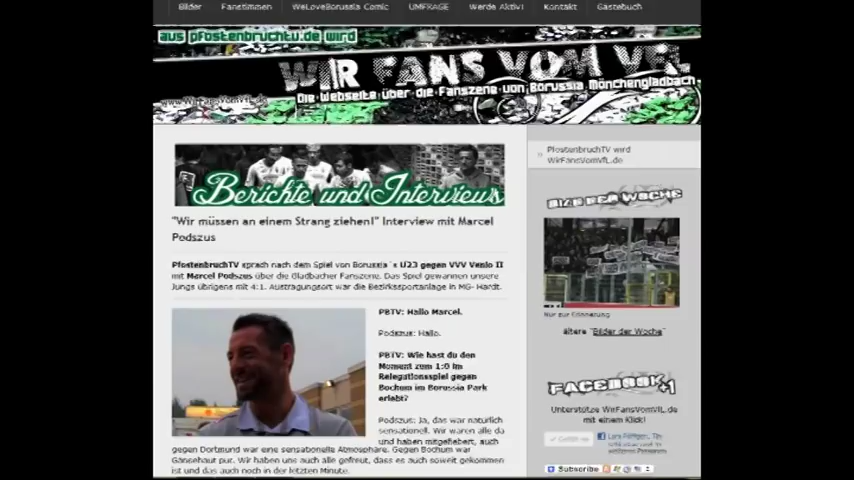 Bilder Fanstimmen WeLoveBorussia Comic UMFRAGE Werde Aktiv! Kontakt Gästebuch
aus pfostenbruchtv.de wird
WIR FANS VOM VFL
Die Webseite über die Fanszene von Borussia Mönchengladbach
www.WirFansVomVfL.de
Berichte und Interviews
"Wir müssen an einem Strang ziehen!" Interview mit Marcel
Podszus
PfostenbruchTV sprach nach dem Spiel von Borussia´s U23 gegen VVV Venlo II
mit Marcel Podszus über die Gladbacher Fanszene. Das Spiel gewannen unsere
Jungs übrigens mit 4:1. Austragungsort war die Bezirkssportanlage in MG- Hardt.
PBTV: Hallo Marcel.
Podszus: Hallo.
PBTV: Wie hast du den
Moment zum 1:0 im
Relegationsspiel gegen
Bochum im Borussia Park
erlebt?
Podszus: Ja, das war natürlich
sensationell. Wir waren alle da
und haben mitgefiebert, auch
gegen Dortmund war eine sensationelle Atmosphäre. Gegen Bochum war
Gänsehaut pur. Wir haben uns auch alle gefreut, dass es auch soweit gekommen
ist und das auch noch in der letzten Minute.
PfostenbruchTV wird
WirFansVomVfL.de
BILD DER WOCHE
Nur zur Erinnerung
ältere "Bilder der Woche"
FACEBOOK +1
Unterstütze WirFansVomVfL.de
mit einem Klick!
Subscribe